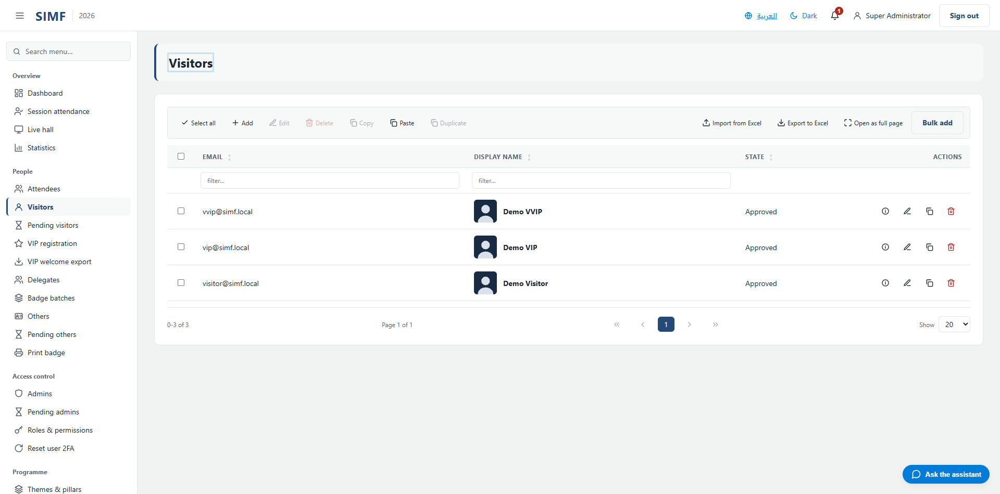 SIMF 2026
العربية Dark 1 Super Administrator Sign out
Search menu...
Overview
Dashboard
Session attendance
Live hall
Statistics
People
Attendees
Visitors
Pending visitors
VIP registration
VIP welcome export
Delegates
Badge batches
Others
Pending others
Print badge
Access control
Admins
Pending admins
Roles & permissions
Reset user 2FA
Programme
Themes & pillars
Visitors
Select all Add Edit Delete Copy Paste Duplicate Import from Excel Export to Excel Open as full page Bulk add
EMAIL DISPLAY NAME STATE ACTIONS
filter... filter...
vvip@simf.local Demo VVIP Approved
vip@simf.local Demo VIP Approved
visitor@simf.local Demo Visitor Approved
0-3 of 3 Page 1 of 1 « ‹ 1 › » Show 20
Ask the assistant